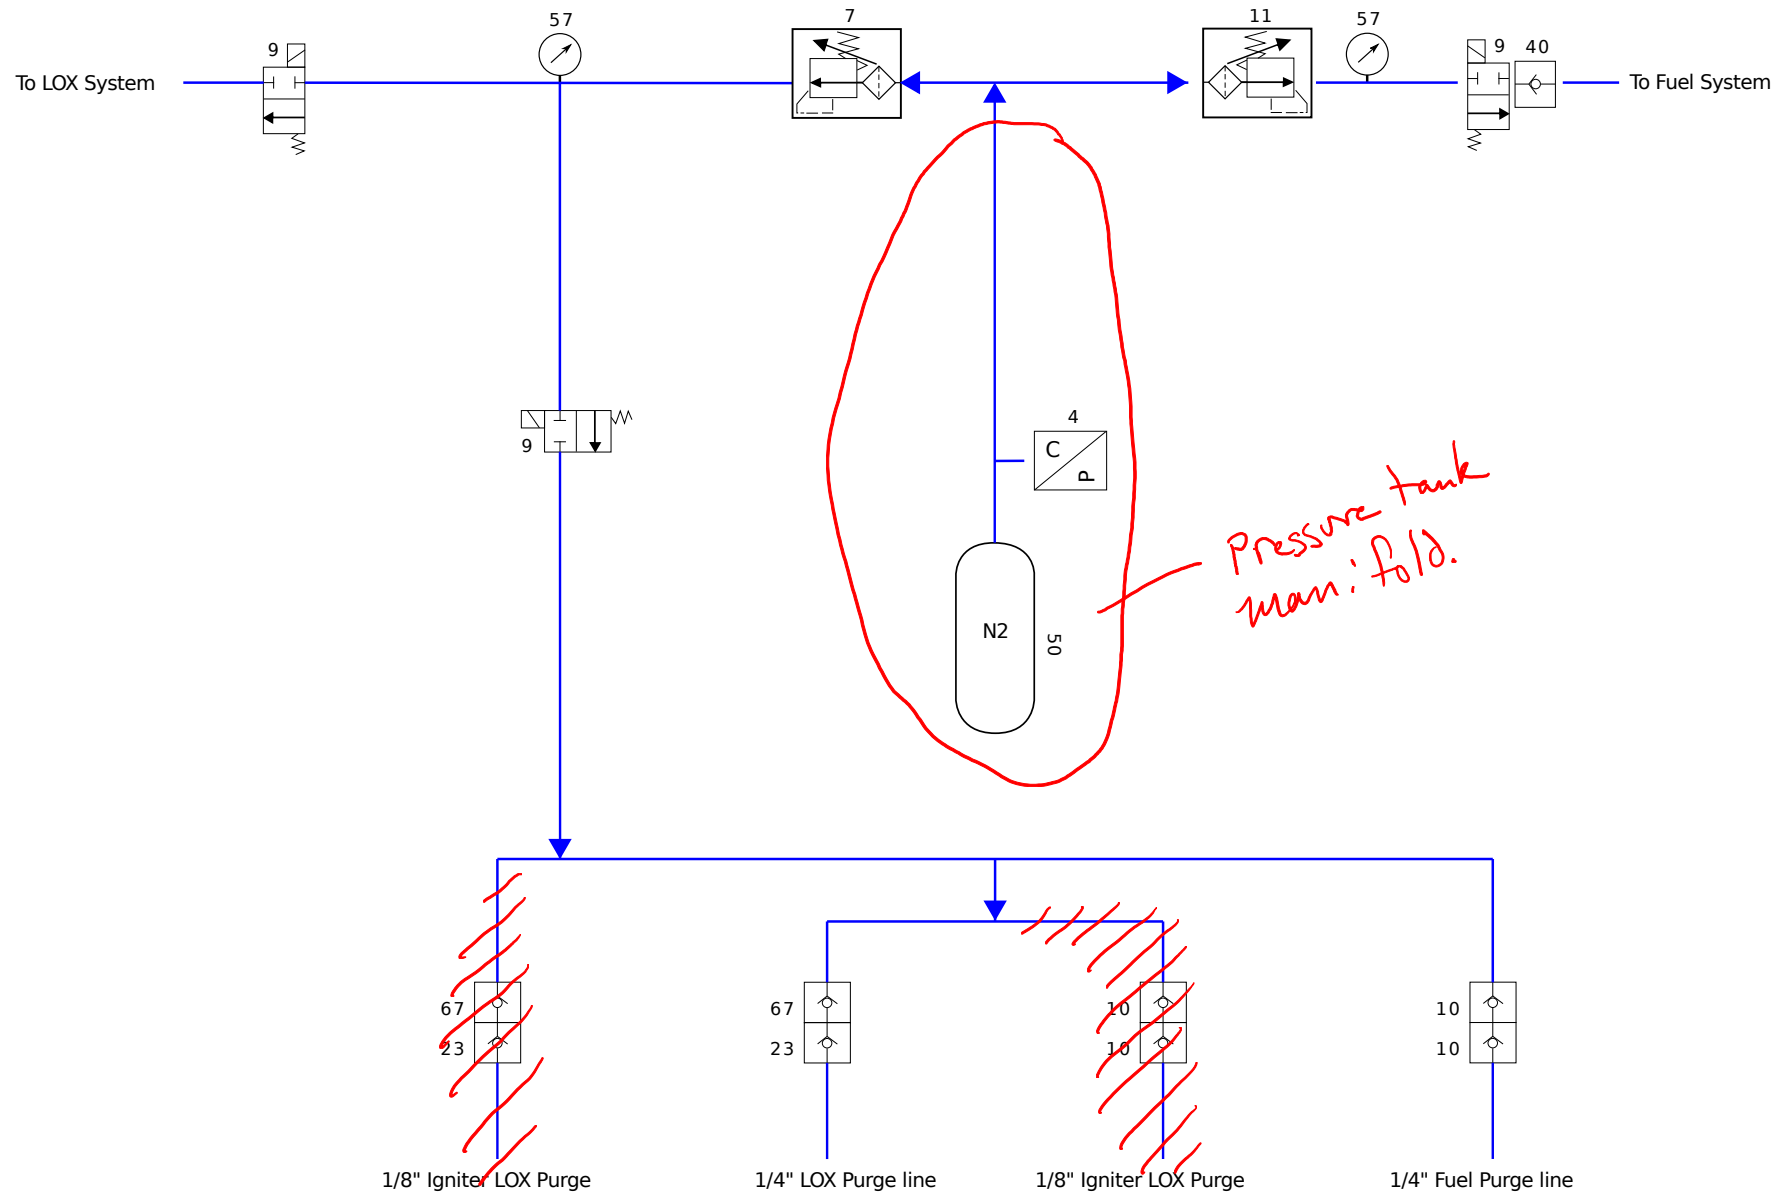 57
7
11
57
9
9
40
To LOX System
To Fuel System
4
C
P
9
Pressure tank
manifold.
N2
50
67
67
10
10
23
23
10
10
1/8" Igniter LOX Purge
1/4" LOX Purge line
1/8" Igniter LOX Purge
1/4" Fuel Purge line